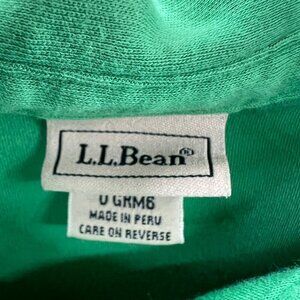 L.L.Bean®
0 GRM6
MADE IN PERU
CARE ON REVERSE